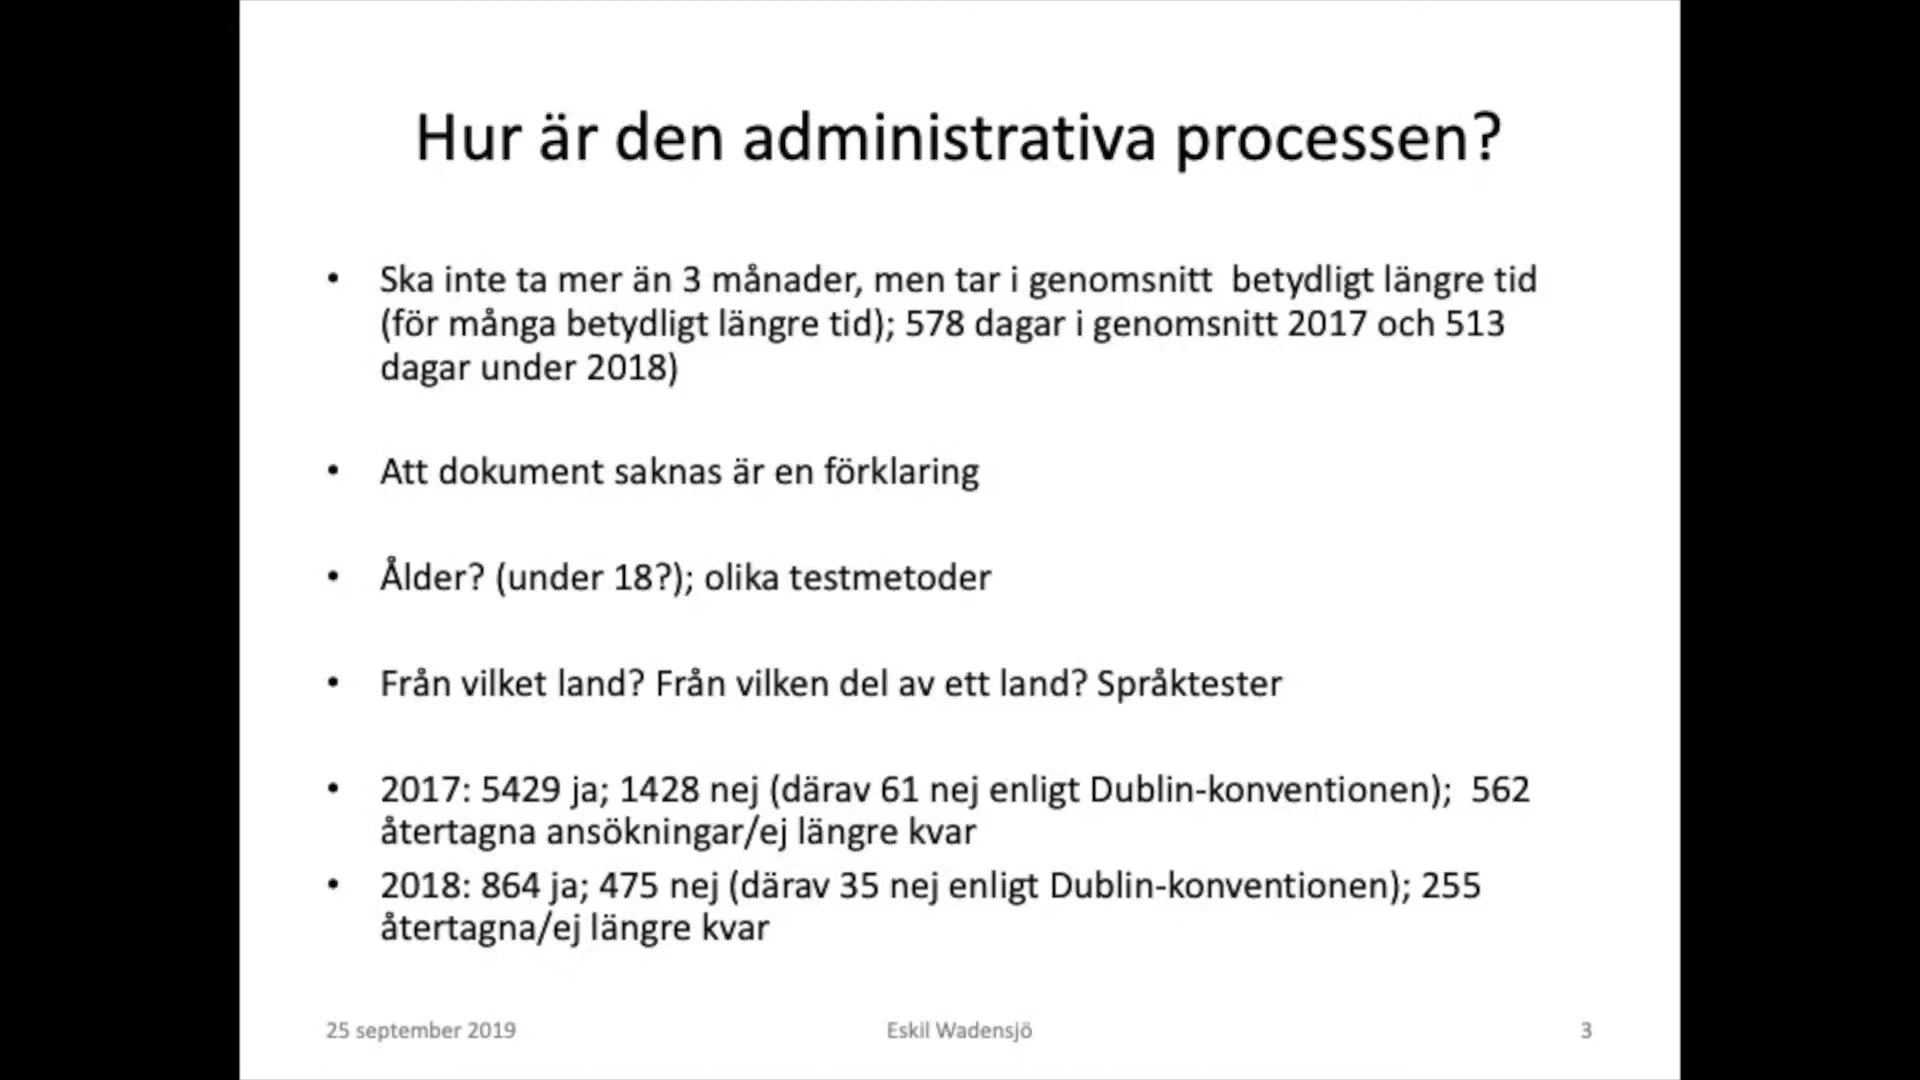 Hur är den administrativa processen?
• Ska inte ta mer än 3 månader, men tar i genomsnitt betydligt längre tid
(för många betydligt längre tid); 578 dagar i genomsnitt 2017 och 513
dagar under 2018)
• Att dokument saknas är en förklaring
• Ålder? (under 18?); olika testmetoder
• Från vilket land? Från vilken del av ett land? Språktester
• 2017: 5429 ja; 1428 nej (därav 61 nej enligt Dublin-konventionen); 562
återtagna ansökningar/ej längre kvar
• 2018: 864 ja; 475 nej (därav 35 nej enligt Dublin-konventionen); 255
återtagna/ej längre kvar
25 september 2019
Eskil Wadensjö
3